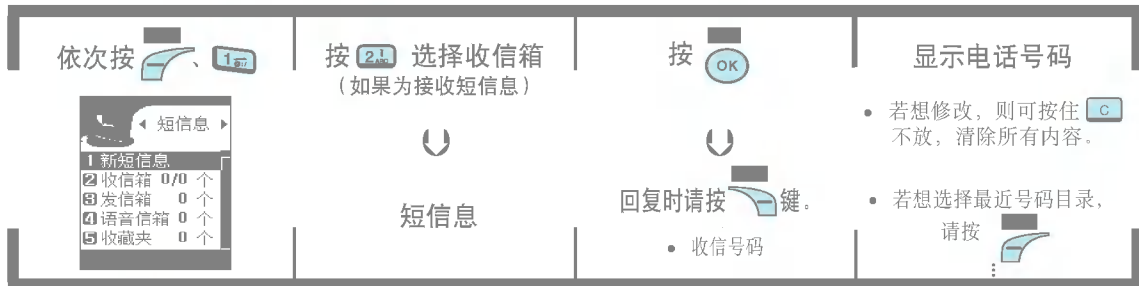 依次按 、 1
短信息
1 新短信息
2 收信箱 0/0 个
3 发信箱 0 个
4 语音信箱 0 个
5 收藏夹 0 个
按 2 ABC 选择收信箱
（如果为接收短信息）
短信息
按 OK
回复时请按 键。
• 收信号码
显示电话号码
• 若想修改，则可按住 C
不放，清除所有内容。
• 若想选择最近号码目录，
请按